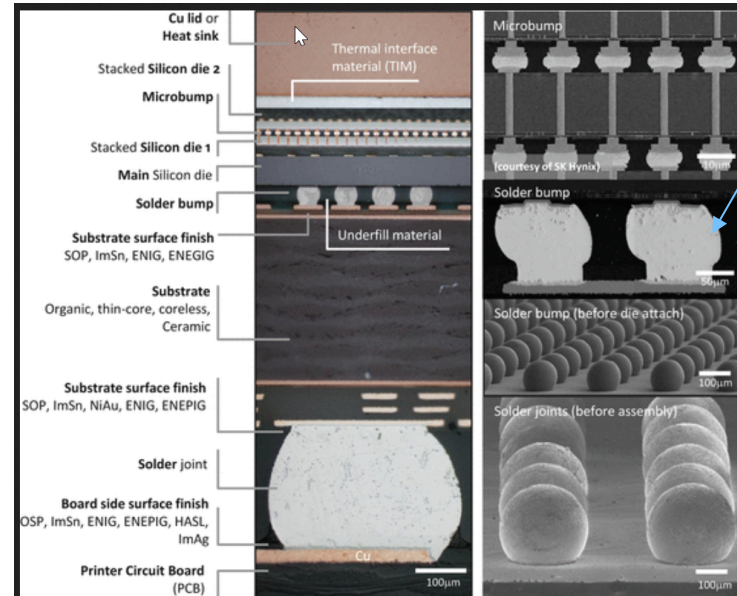 Cu lid or
Heat sink
Thermal interface
material (TIM)
Stacked Silicon die 2
Microbump
Stacked Silicon die 1
Main Silicon die
Solder bump
Underfill material
Substrate surface finish
SOP, ImSn, ENIG, ENEGIG
Substrate
Organic, thin-core, coreless,
Ceramic
Substrate surface finish
SOP, ImSn, NiAu, ENIG, ENEPIG
Solder joint
Board side surface finish
OSP, ImSn, ENIG, ENEPIG, HASL,
ImAg
Cu
Printer Circuit Board
(PCB)
100μm
Microbump
(courtesy of SK Hynix)
10μm
Solder bump
50μm
Solder bump (before die attach)
100μm
Solder joints (before assembly)
100μm